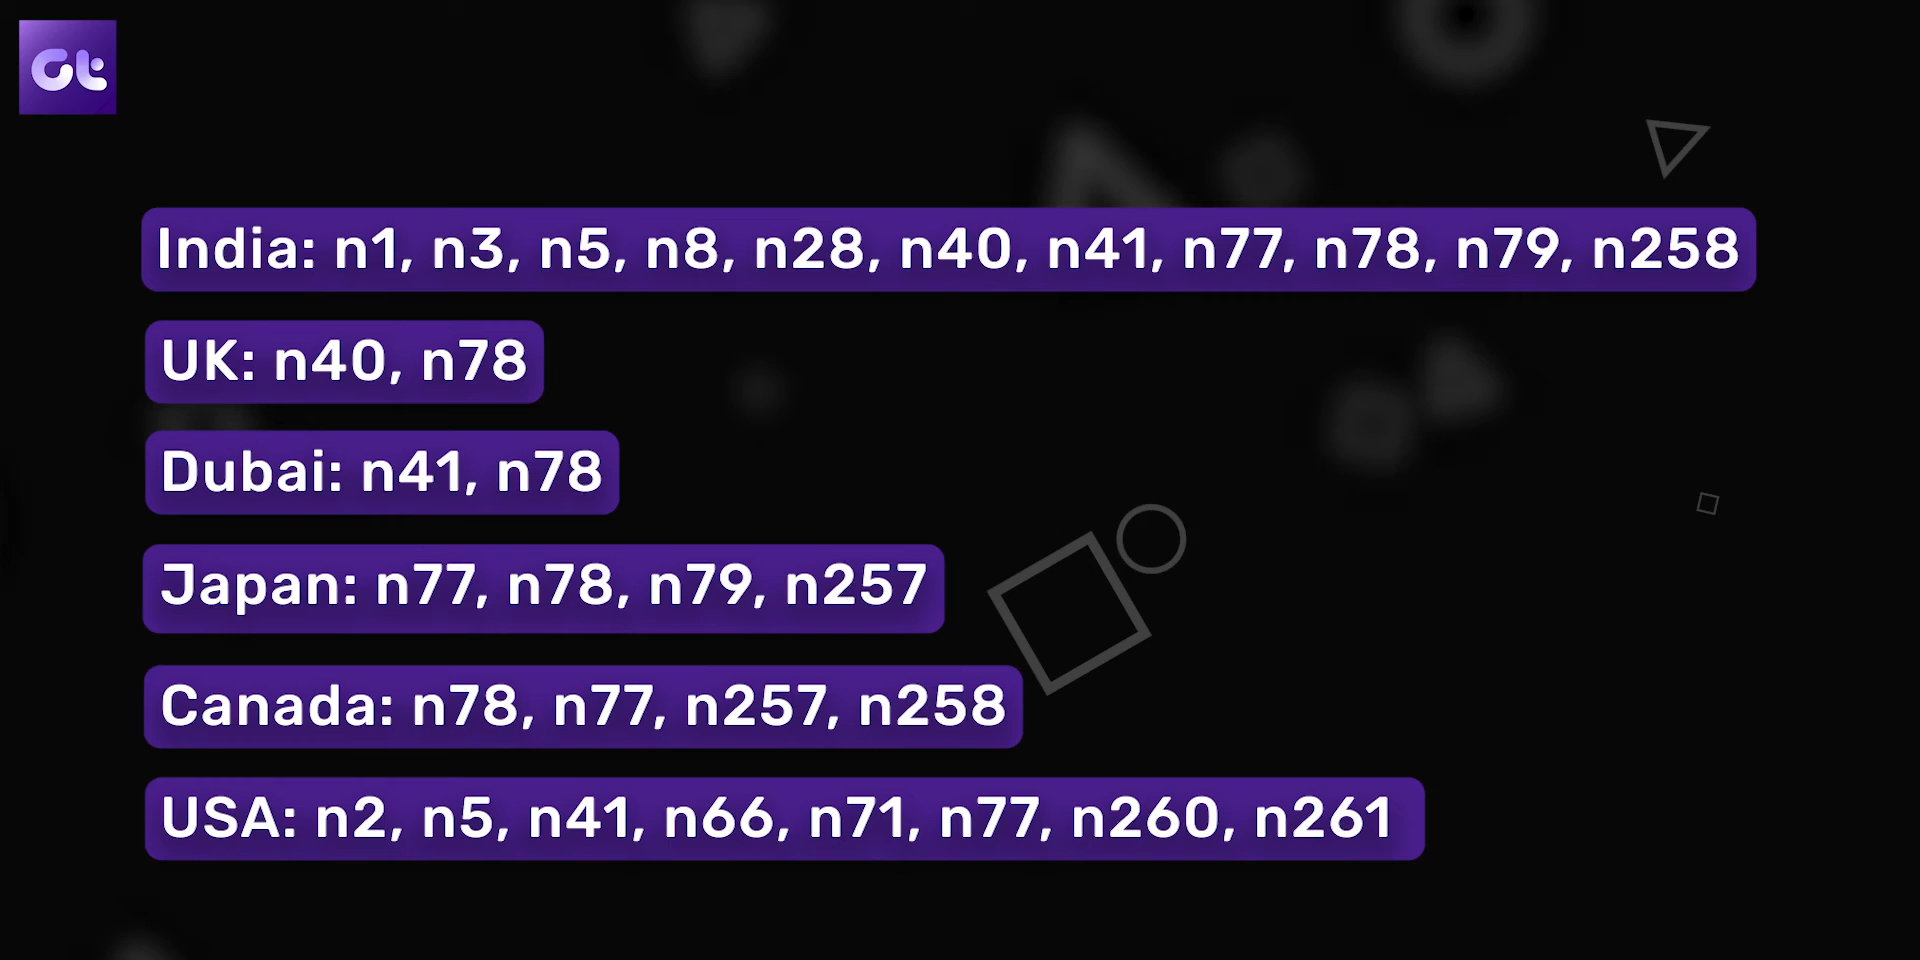 Gt
India: n1, n3, n5, n8, n28, n40, n41, n77, n78, n79, n258
UK: n40, n78
Dubai: n41, n78
Japan: n77, n78, n79, n257
Canada: n78, n77, n257, n258
USA: n2, n5, n41, n66, n71, n77, n260, n261